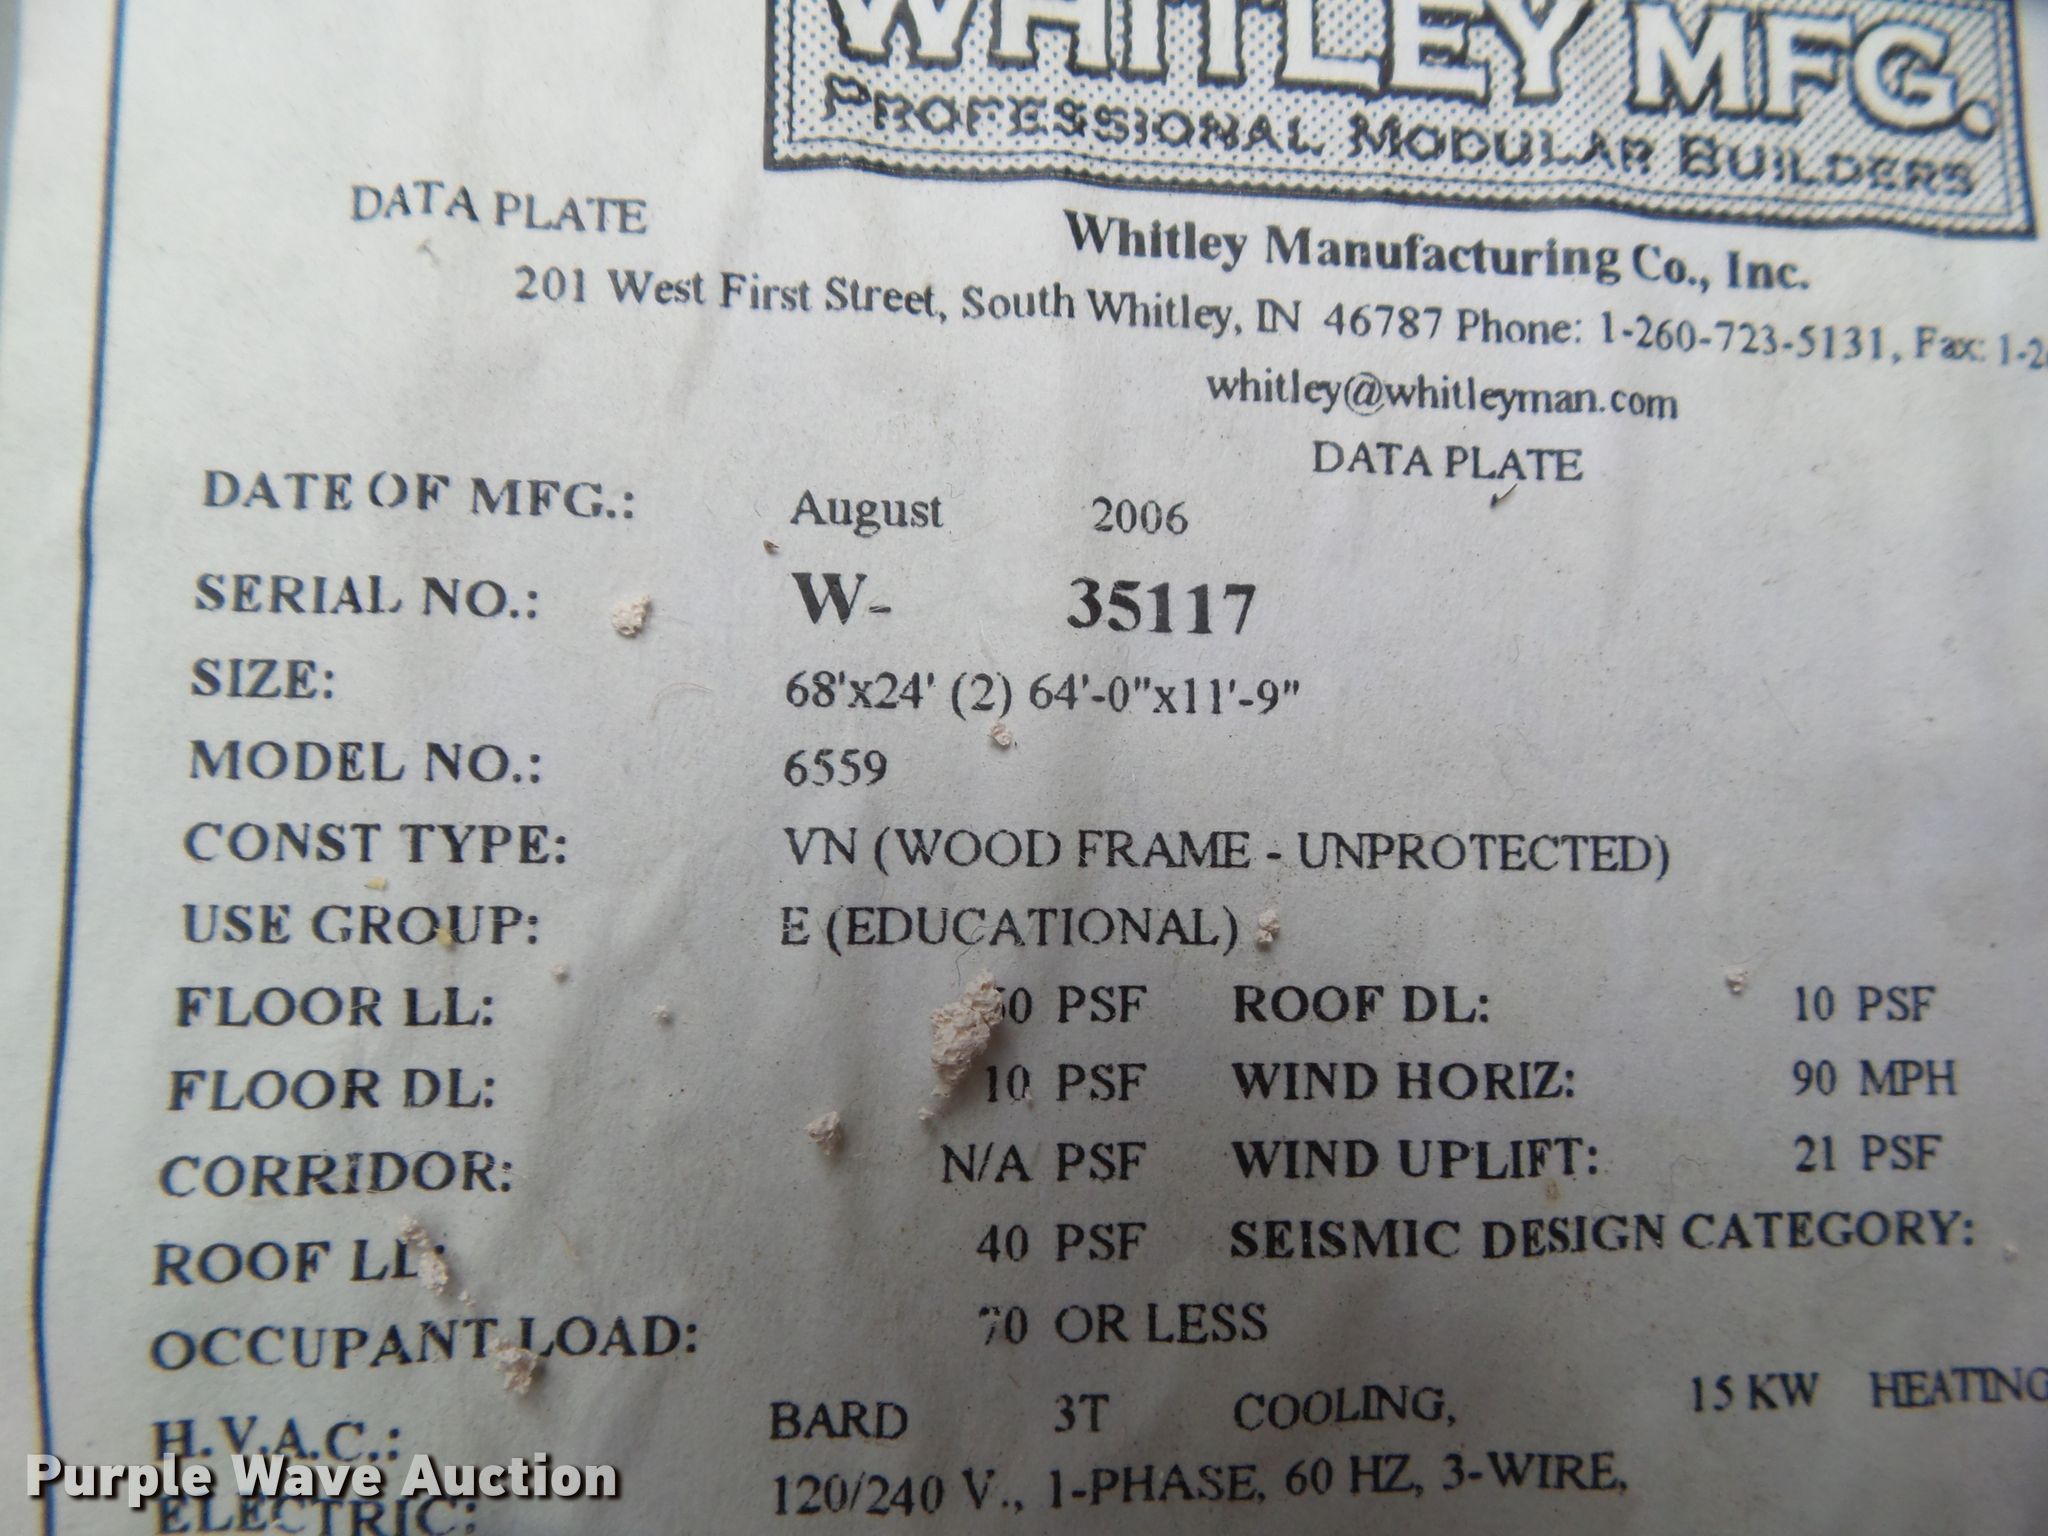 WHITLEY MFG.
PROFESSIONAL MODULAR BUILDERS
DATA PLATE
Whitley Manufacturing Co., Inc.
201 West First Street, South Whitley, IN 46787 Phone: 1-260-723-5131, Fax: 1-2
whitley@whitleyman.com
DATA PLATE
DATE OF MFG.: August 2006
SERIAL NO.: W- 35117
SIZE: 68'x24' (2) 64'-0"x11'-9"
MODEL NO.: 6559
CONST TYPE: VN (WOOD FRAME - UNPROTECTED)
USE GROUP: E (EDUCATIONAL)
FLOOR LL: PSF ROOF DL: 10 PSF
FLOOR DL: 10 PSF WIND HORIZ: 90 MPH
CORRIDOR: N/A PSF WIND UPLIFT: 21 PSF
ROOF LL: 40 PSF SEISMIC DESIGN CATEGORY:
OCCUPANT LOAD: 70 OR LESS
H.V.A.C.: BARD 3T COOLING, 15 KW HEATING
ELECTRIC: 120/240 V., 1-PHASE, 60 HZ, 3-WIRE,
Purple Wave Auction